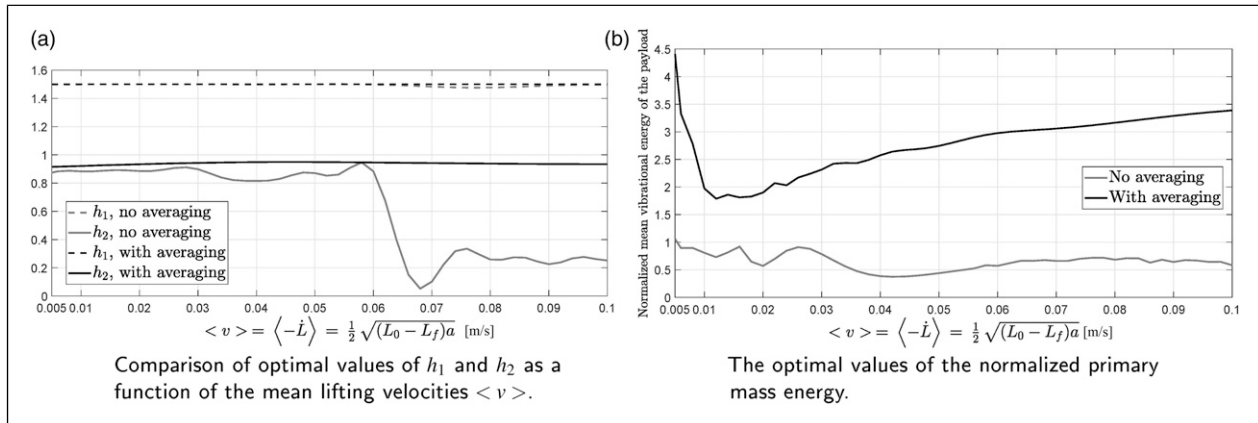 (a)
1.6
1.4
1.2
1
0.8
0.6
0.4
0.2
0
h₁, no averaging
h₂, no averaging
h₁, with averaging
h₂, with averaging
0.005 0.01 0.02 0.03 0.04 0.05 0.06 0.07 0.08 0.09 0.1
< v > = ⟨−L̇⟩ = ½ √(L₀ − L_f)a [m/s]
Comparison of optimal values of h₁ and h₂ as a
function of the mean lifting velocities < v >.
(b)
Normalized mean vibrational energy of the payload
4.5
4
3.5
3
2.5
2
1.5
1
0.5
0
No averaging
With averaging
0.005 0.01 0.02 0.03 0.04 0.05 0.06 0.07 0.08 0.09 0.1
< v > = ⟨−L̇⟩ = ½ √(L₀ − L_f)a [m/s]
The optimal values of the normalized primary
mass energy.